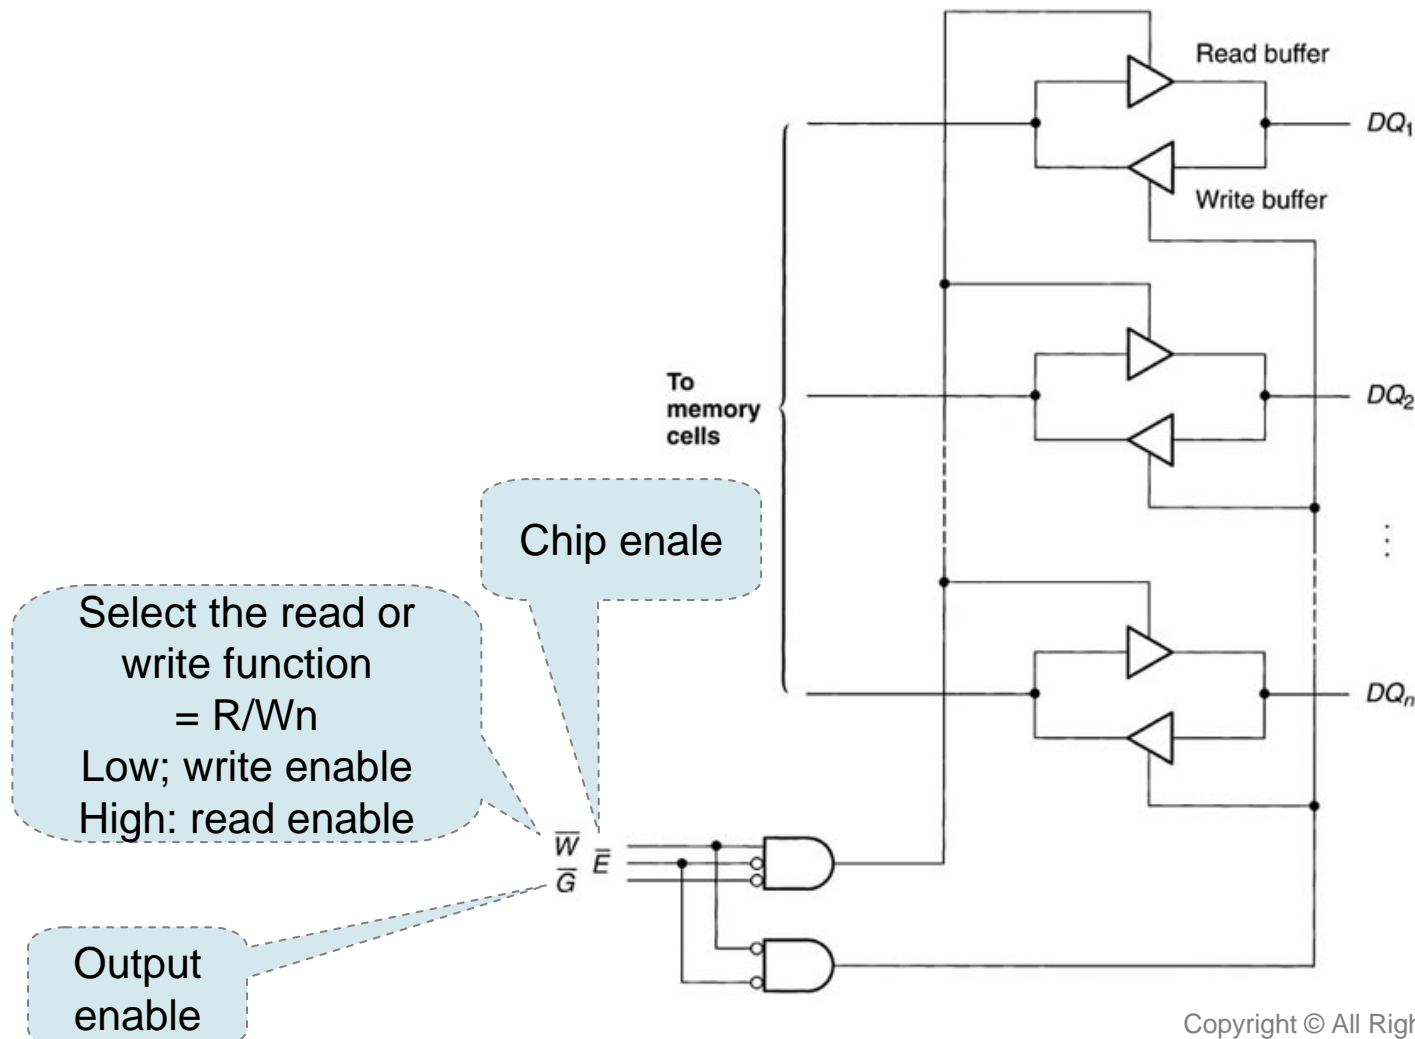 Read buffer
DQ1
Write buffer
To
memory
cells
DQ2
Chip enale
⋮
Select the read or
write function
= R/Wn
Low; write enable
High: read enable
DQn
W̅
E̅
G̅
Output
enable
Copyright © All Righ